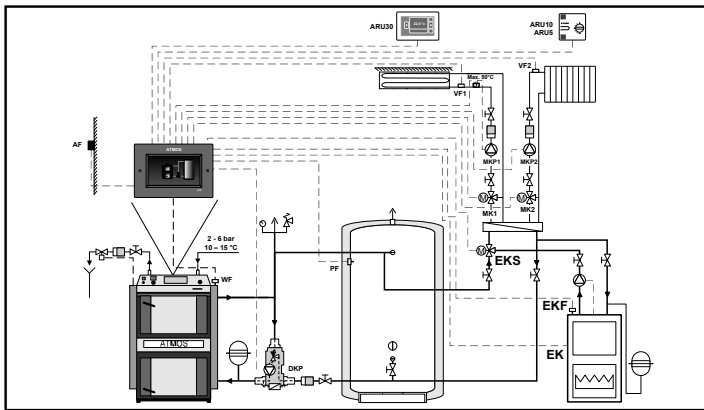 ARU30
ARU10
ARU5
VF2
Max. 50°C
VF1
AF
ATMOS
MKP1
MKP2
M
M
MK1
MK2
2 - 6 bar
10 – 15 °C
WF
PF
M
EKS
EKF
EK
ATMOS
DKP